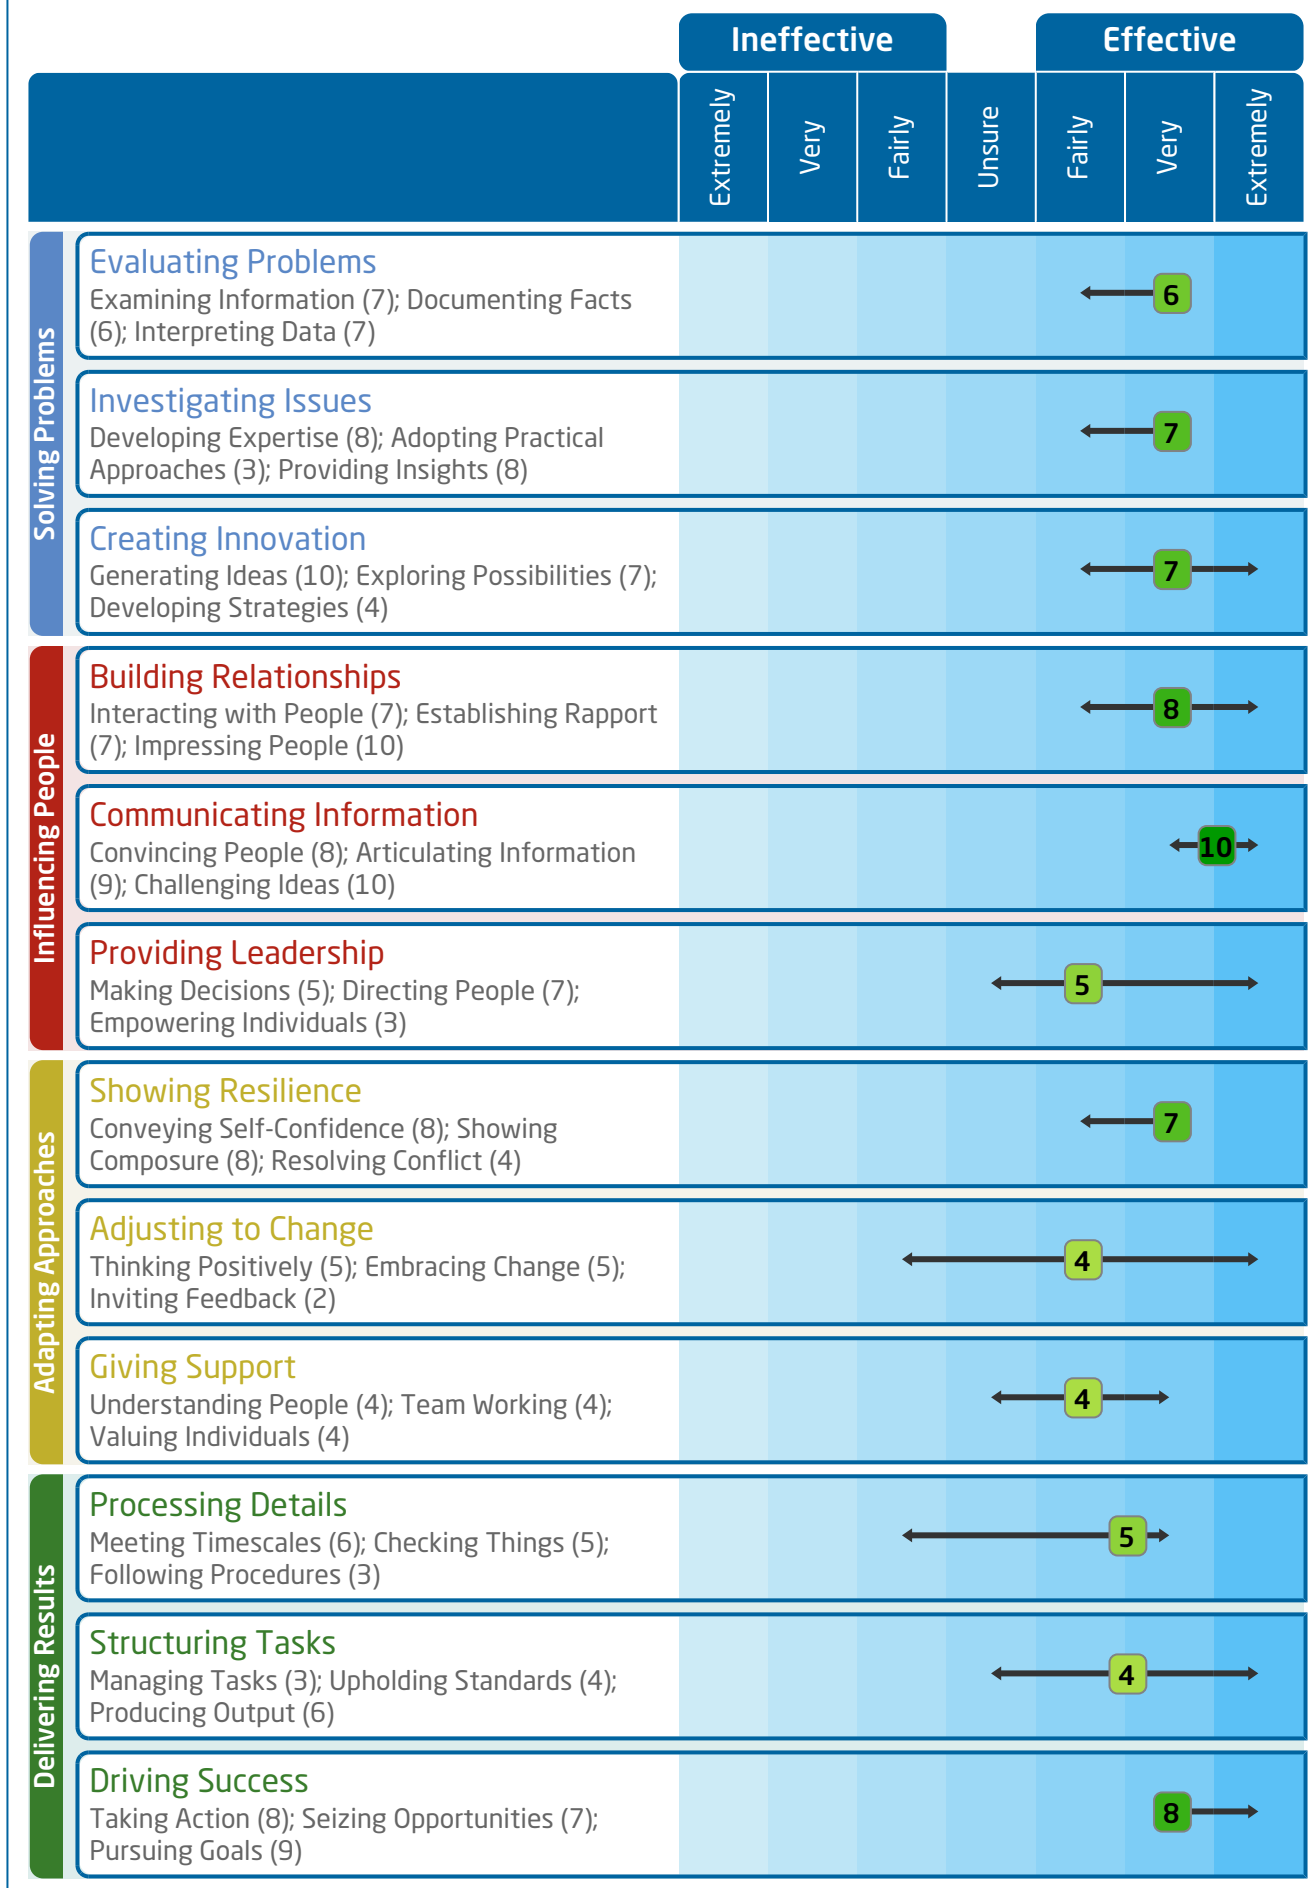 Ineffective
Effective
Extremely
Very
Fairly
Unsure
Fairly
Very
Extremely
Solving Problems
Evaluating Problems
Examining Information (7); Documenting Facts
(6); Interpreting Data (7)
6
Investigating Issues
Developing Expertise (8); Adopting Practical
Approaches (3); Providing Insights (8)
7
Creating Innovation
Generating Ideas (10); Exploring Possibilities (7);
Developing Strategies (4)
7
Influencing People
Building Relationships
Interacting with People (7); Establishing Rapport
(7); Impressing People (10)
8
Communicating Information
Convincing People (8); Articulating Information
(9); Challenging Ideas (10)
10
Providing Leadership
Making Decisions (5); Directing People (7);
Empowering Individuals (3)
5
Adapting Approaches
Showing Resilience
Conveying Self-Confidence (8); Showing
Composure (8); Resolving Conflict (4)
7
Adjusting to Change
Thinking Positively (5); Embracing Change (5);
Inviting Feedback (2)
4
Giving Support
Understanding People (4); Team Working (4);
Valuing Individuals (4)
4
Delivering Results
Processing Details
Meeting Timescales (6); Checking Things (5);
Following Procedures (3)
5
Structuring Tasks
Managing Tasks (3); Upholding Standards (4);
Producing Output (6)
4
Driving Success
Taking Action (8); Seizing Opportunities (7);
Pursuing Goals (9)
8